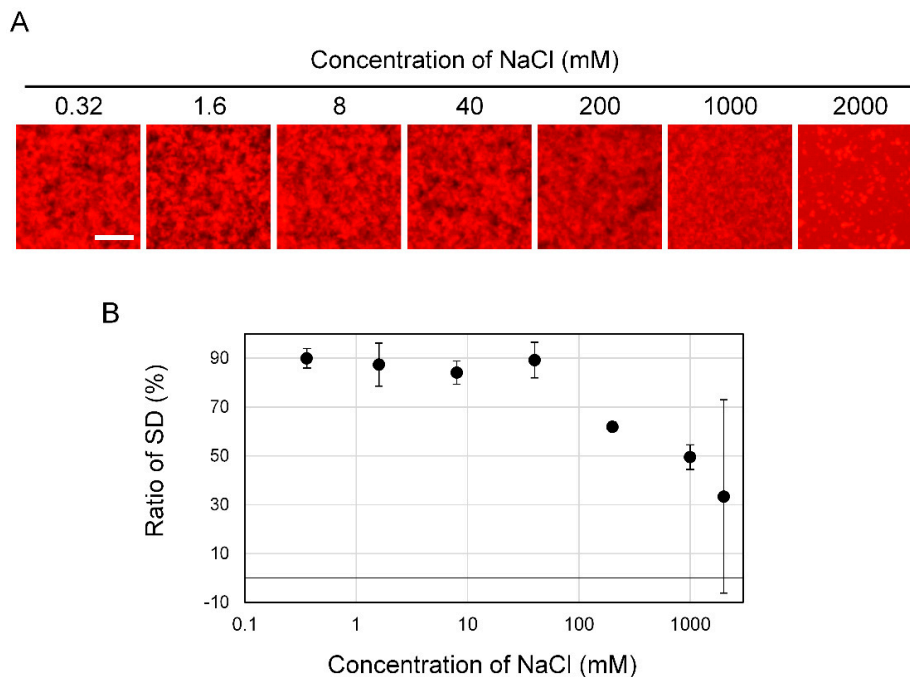 A
Concentration of NaCl (mM)
0.32 1.6 8 40 200 1000 2000
B
Ratio of SD (%)
90
70
50
30
10
-10
0.1 1 10 100 1000
Concentration of NaCl (mM)